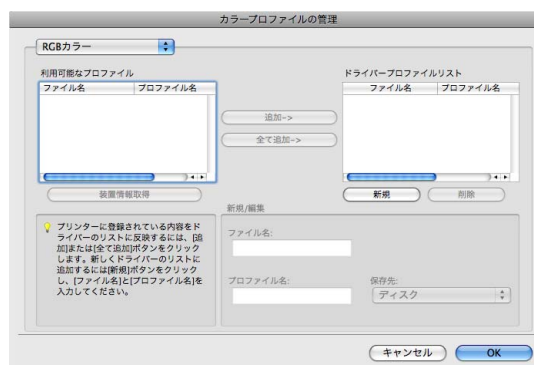 カラープロファイルの管理
RGBカラー
利用可能なプロファイル
ファイル名 プロファイル名
装置情報取得
追加->
全て追加->
ドライバープロファイルリスト
ファイル名 プロファイル名
新規 削除
プリンターに登録されている内容をド
ライバーのリストに反映するには、[追
加]または[全て追加]ボタンをクリック
します。新しくドライバーのリストに
追加するには[新規]ボタンをクリック
し、[ファイル名]と[プロファイル名]を
入力してください。
新規/編集
ファイル名:
プロファイル名:
保存先:
ディスク
キャンセル OK